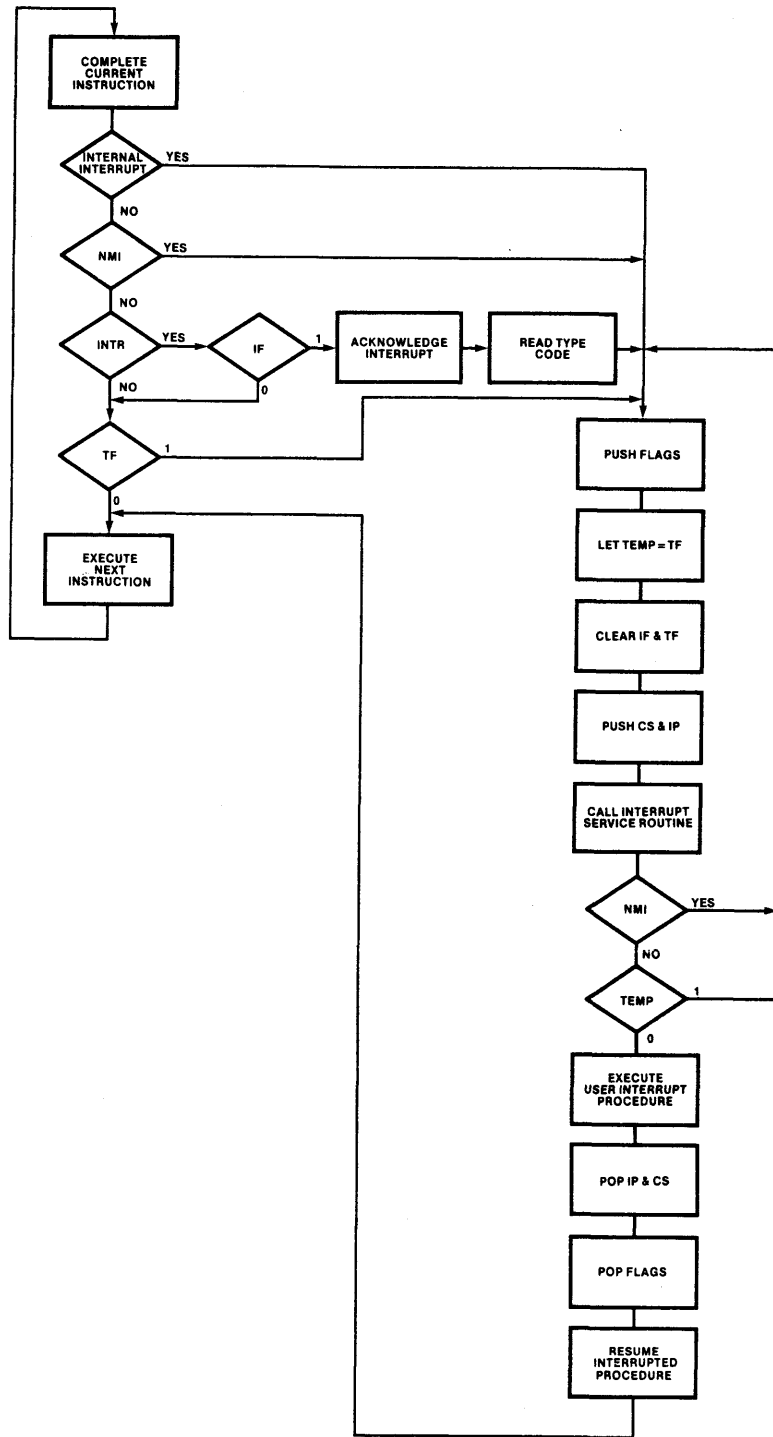 COMPLETE
CURRENT
INSTRUCTION
INTERNAL
INTERRUPT
YES
NO
NMI
YES
NO
INTR
YES
IF
1
ACKNOWLEDGE
INTERRUPT
READ TYPE
CODE
0
NO
TF
1
0
EXECUTE
NEXT
INSTRUCTION
PUSH FLAGS
LET TEMP = TF
CLEAR IF & TF
PUSH CS & IP
CALL INTERRUPT
SERVICE ROUTINE
NMI
YES
NO
TEMP
1
0
EXECUTE
USER INTERRUPT
PROCEDURE
POP IP & CS
POP FLAGS
RESUME
INTERRUPTED
PROCEDURE